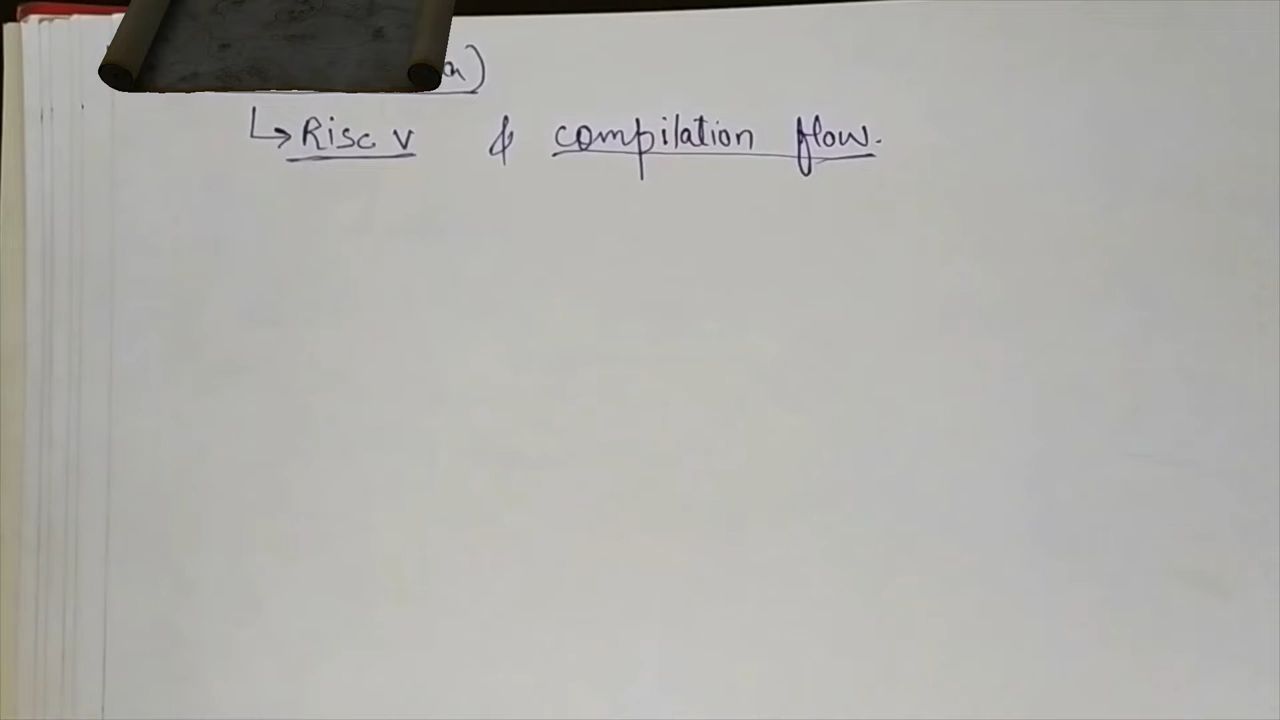 ↳ Risc v & compilation flow.